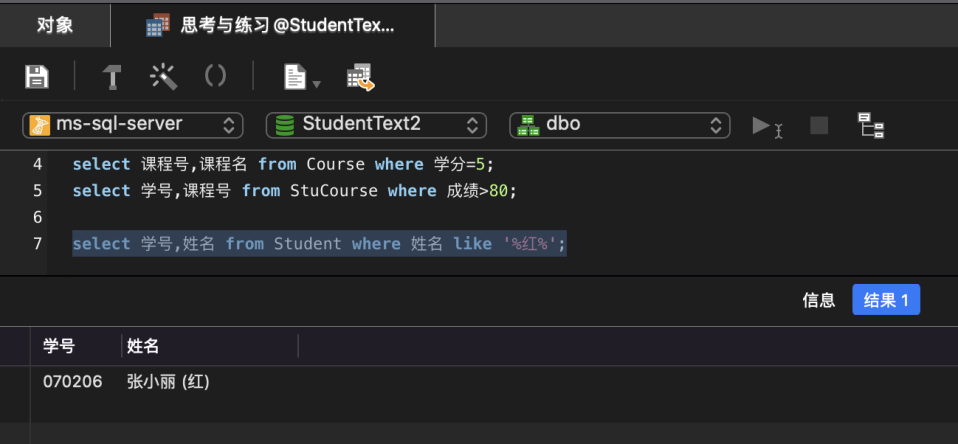 对象 思考与练习@StudentTex...
ms-sql-server StudentText2 dbo
4 select 课程号,课程名 from Course where 学分=5;
5 select 学号,课程号 from StuCourse where 成绩>80;
6
7 select 学号,姓名 from Student where 姓名 like '%红%';
信息 结果 1
学号 姓名
070206 张小丽 (红)